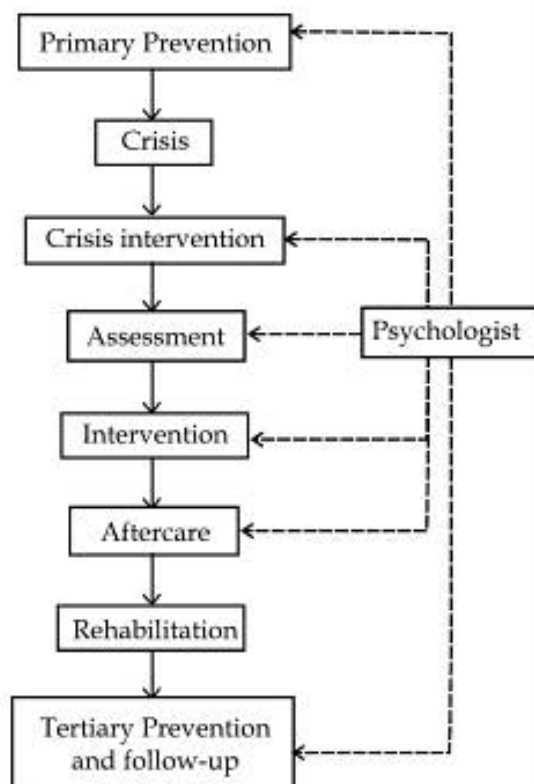 Primary Prevention
Crisis
Crisis intervention
Assessment
Psychologist
Intervention
Aftercare
Rehabilitation
Tertiary Prevention
and follow-up